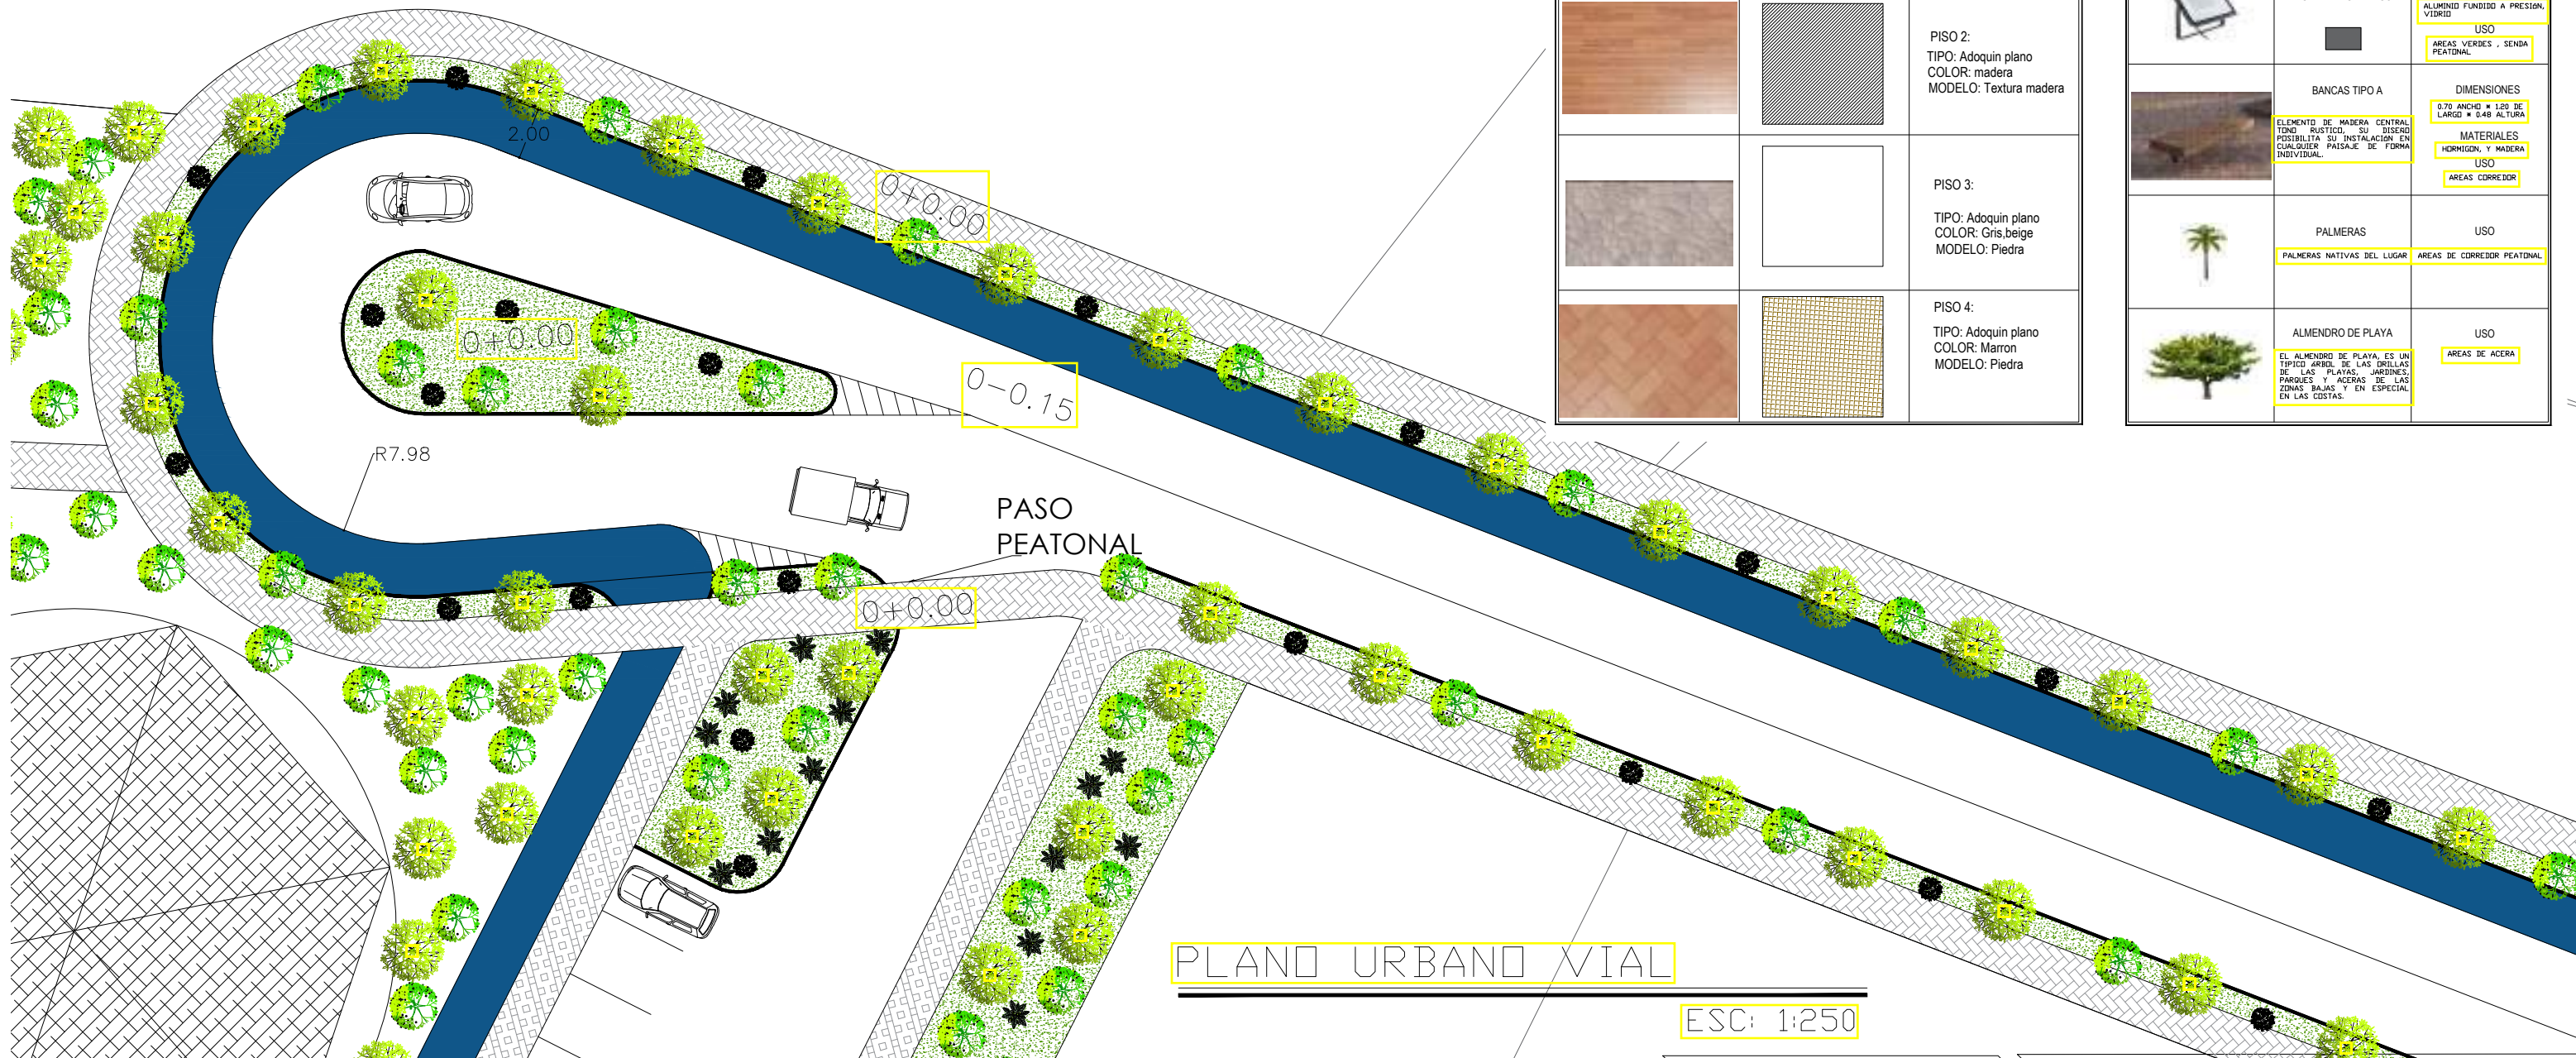 2.00
0+0.00
0+0.00
0-0.15
R7.98
PASO
PEATONAL
0+0.00
PLANO URBANO VIAL
ESC: 1:250
PISO 2:
TIPO: Adoquin plano
COLOR: madera
MODELO: Textura madera
PISO 3:
TIPO: Adoquin plano
COLOR: Gris,beige
MODELO: Piedra
PISO 4:
TIPO: Adoquin plano
COLOR: Marron
MODELO: Piedra
ALUMINIO FUNDIDO A PRESIÓN,
VIDRIO
USO
AREAS VERDES , SENDA
PEATONAL
BANCAS TIPO A
ELEMENTO DE MADERA CENTRAL
TONO RUSTICO, SU DISEÑO
POSIBILITA SU INSTALACIÓN EN
CUALQUIER PAISAJE DE FORMA
INDIVIDUAL.
DIMENSIONES
0.70 ANCHO * 1.20 DE
LARGO * 0.48 ALTURA
MATERIALES
HORMIGON, Y MADERA
USO
AREAS CORREDOR
PALMERAS
PALMERAS NATIVAS DEL LUGAR
USO
AREAS DE CORREDOR PEATONAL
ALMENDRO DE PLAYA
EL ALMENDRO DE PLAYA, ES UN
TIPICO ÁRBOL DE LAS ORILLAS
DE LAS PLAYAS, JARDINES,
PARQUES Y ACERAS DE LAS
ZONAS BAJAS Y EN ESPECIAL
EN LAS COSTAS.
USO
AREAS DE ACERA